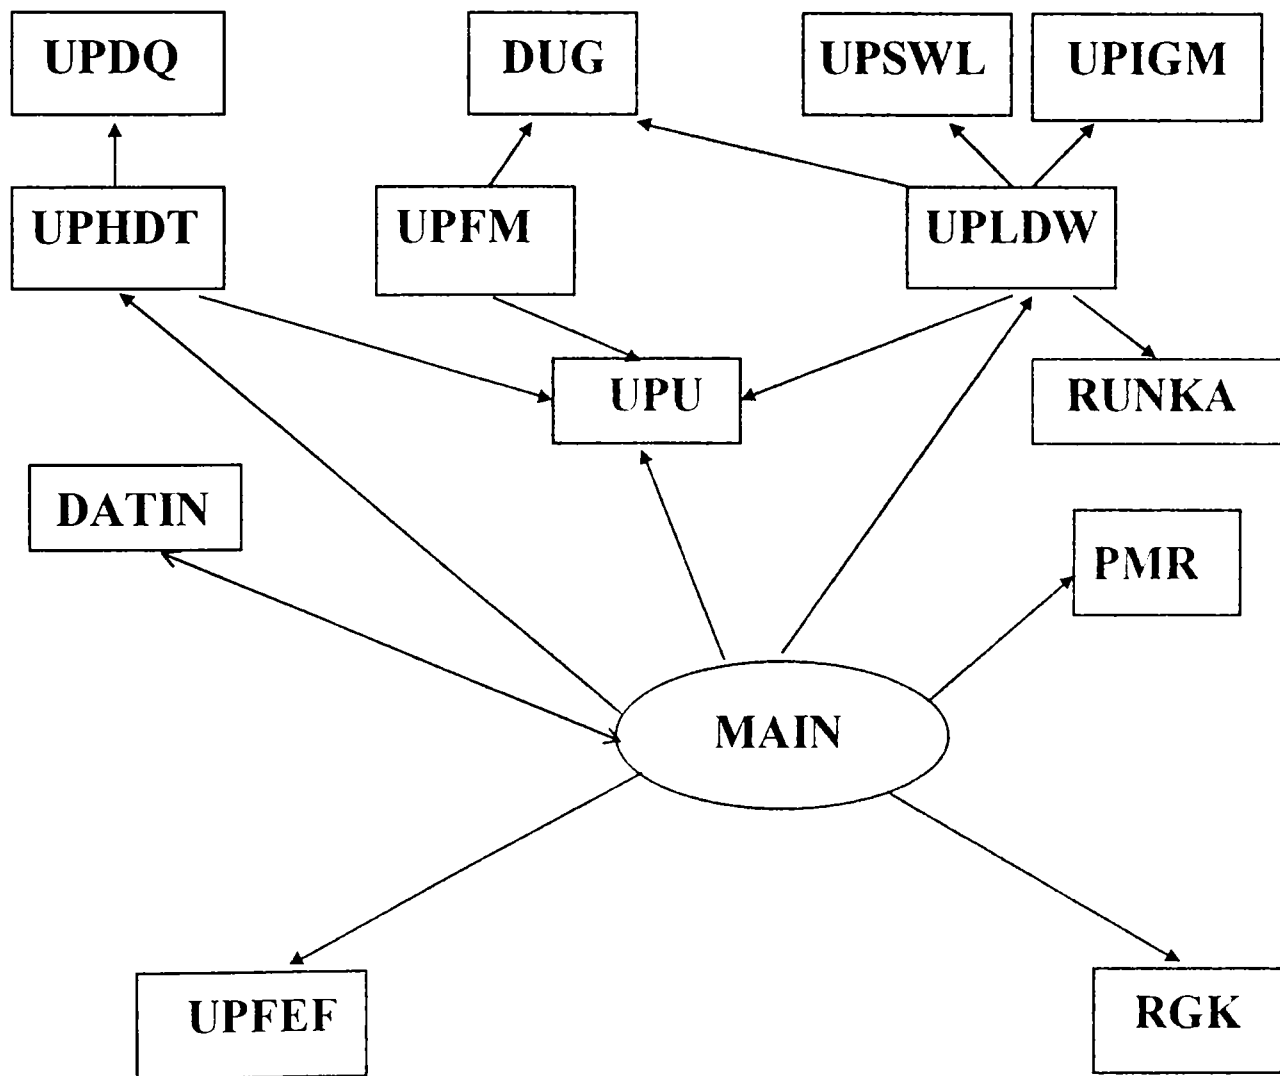 UPDQ
DUG
UPSWL
UPIGM
UPHDT
UPFM
UPLDW
UPU
RUNKA
DATIN
PMR
MAIN
UPFEF
RGK